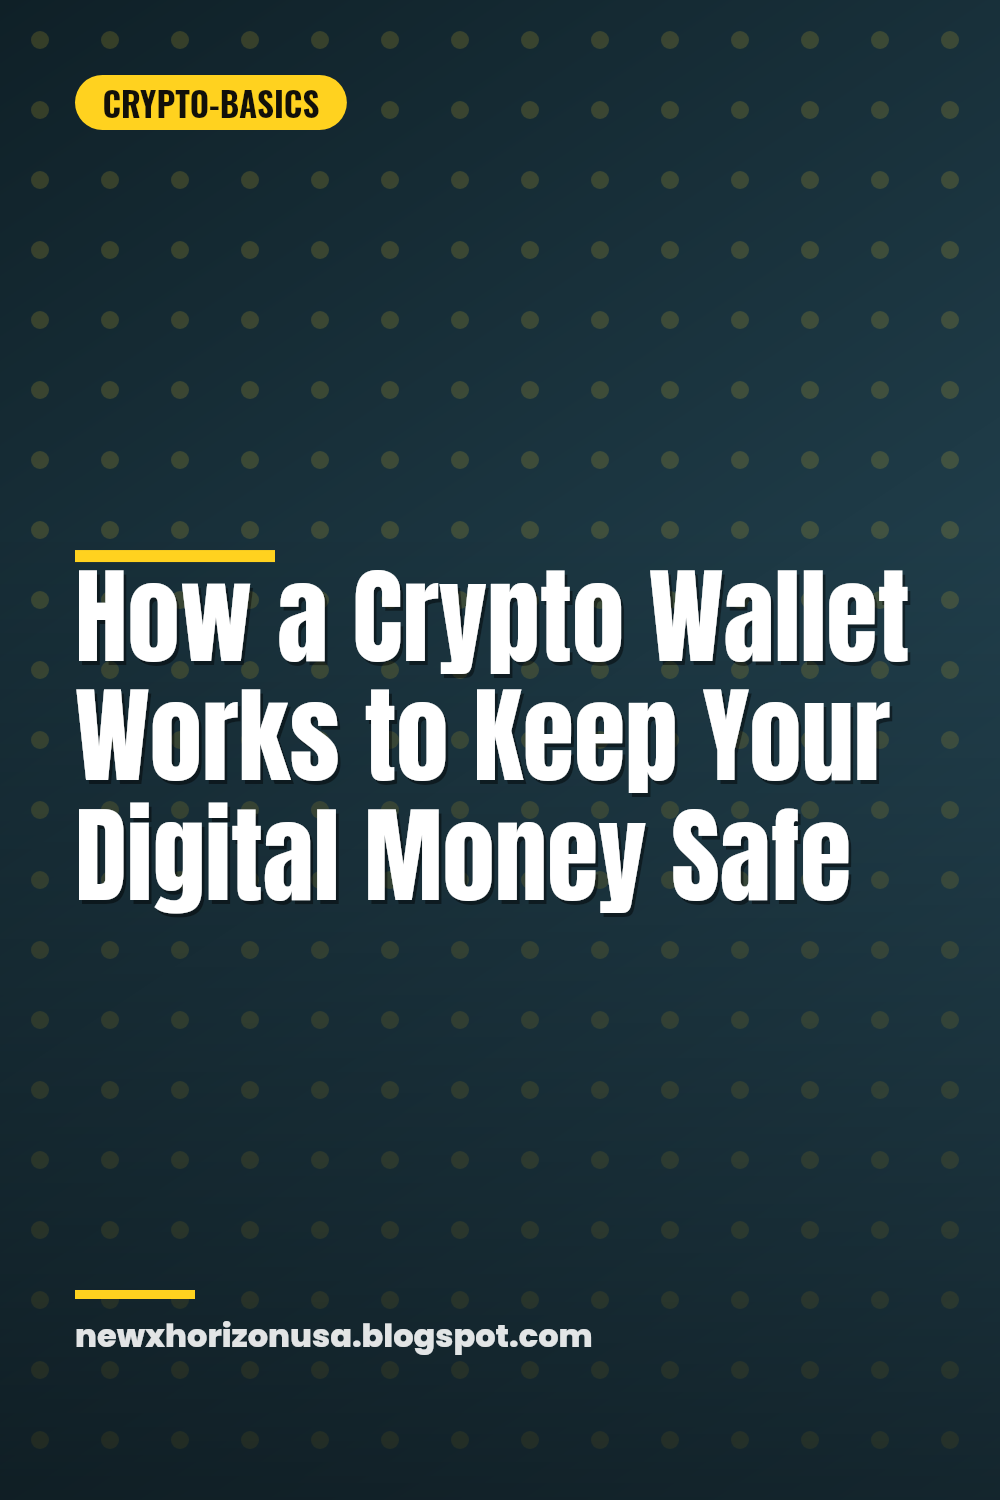 CRYPTO-BASICS
How a Crypto Wallet
Works to Keep Your
Digital Money Safe
newxhorizonusa.blogspot.com